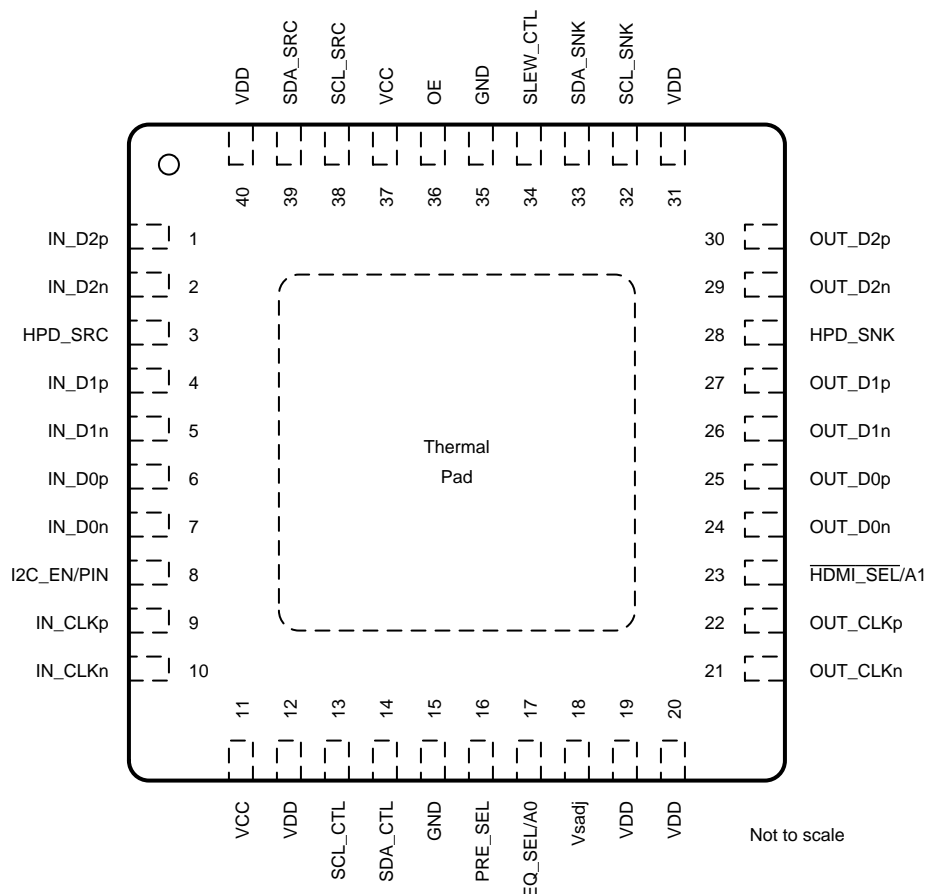 VDD SDA_SRC SCL_SRC VCC OE GND SLEW_CTL SDA_SNK SCL_SNK VDD
40 39 38 37 36 35 34 33 32 31
IN_D2p 1 30 OUT_D2p
IN_D2n 2 29 OUT_D2n
HPD_SRC 3 28 HPD_SNK
IN_D1p 4 27 OUT_D1p
IN_D1n 5 26 OUT_D1n
Thermal
Pad
IN_D0p 6 25 OUT_D0p
IN_D0n 7 24 OUT_D0n
I2C_EN/PIN 8 23 HDMI_SEL/A1
IN_CLKp 9 22 OUT_CLKp
IN_CLKn 10 21 OUT_CLKn
11 12 13 14 15 16 17 18 19 20
VCC VDD SCL_CTL SDA_CTL GND PRE_SEL EQ_SEL/A0 Vsadj VDD VDD
Not to scale